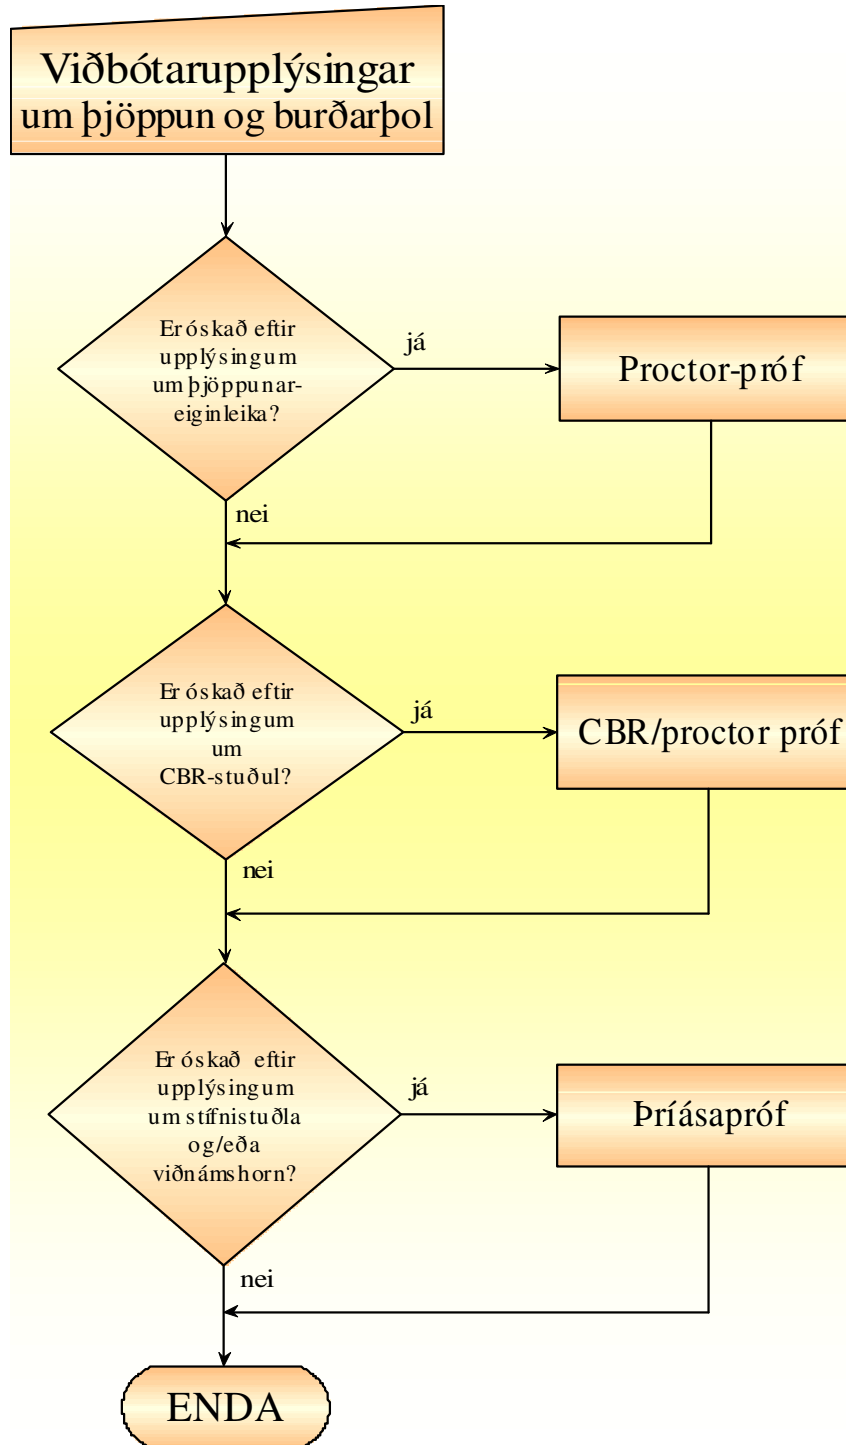 Viðbótarupplýsingar
um þjöppun og burðarþol
Er óskað eftir
upplýsingum
um þjöppunar-
eiginleika?
já
Proctor-próf
nei
Er óskað eftir
upplýsingum
um
CBR-stuðul?
já
CBR/proctor próf
nei
Er óskað eftir
upplýsingum
um stífnistuðla
og/eða
viðnámshorn?
já
Þríásapróf
nei
ENDA